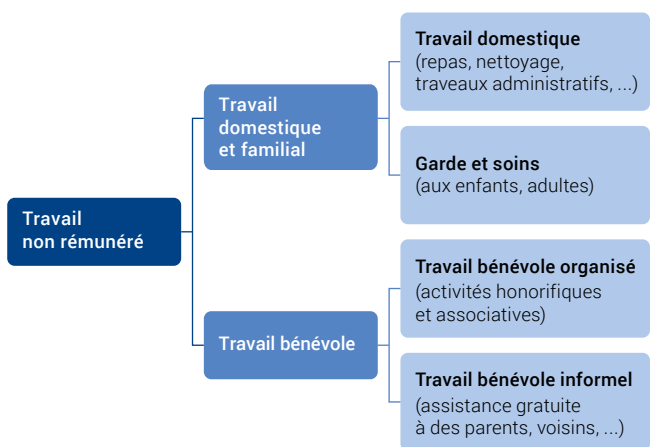 Travail
non rémunéré
Travail
domestique
et familial
Travail domestique
(repas, nettoyage,
traveaux administratifs, ...)
Garde et soins
(aux enfants, adultes)
Travail bénévole
Travail bénévole organisé
(activités honorifiques
et associatives)
Travail bénévole informel
(assistance gratuite
à des parents, voisins, ...)